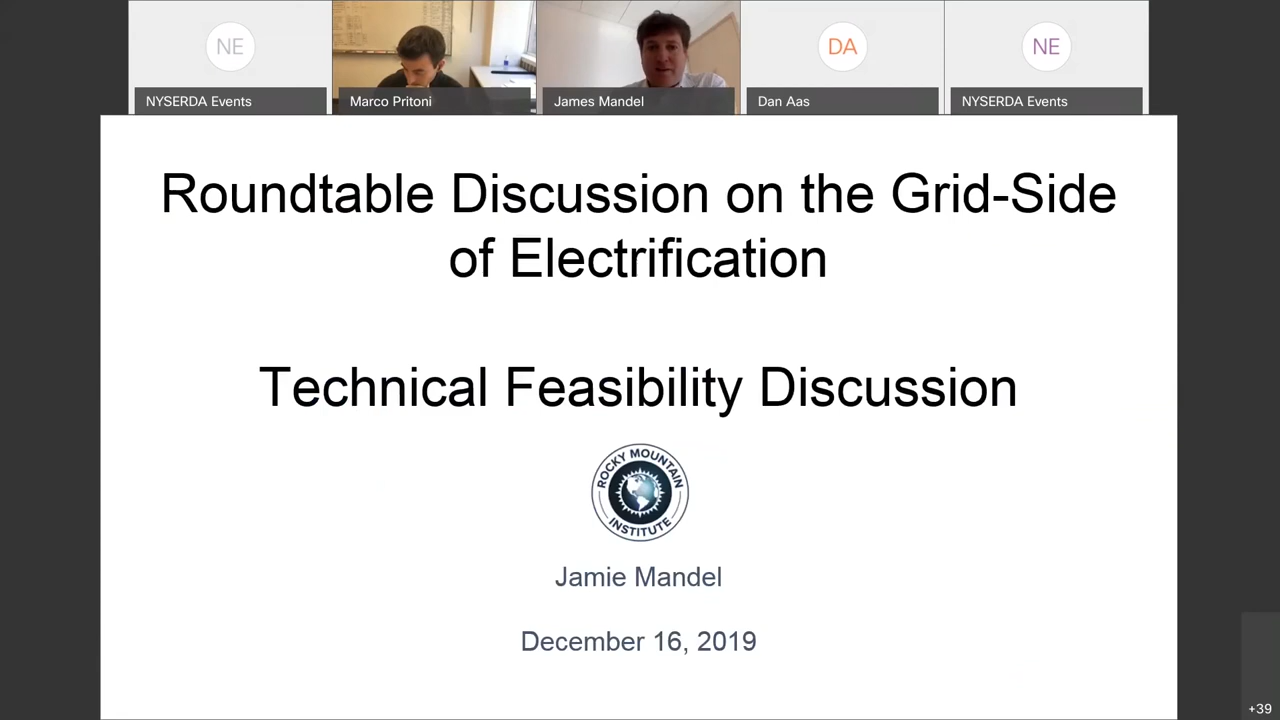 NE
DA
NE
NYSERDA Events
Marco Pritoni
James Mandel
Dan Aas
NYSERDA Events
Roundtable Discussion on the Grid-Side
of Electrification
Technical Feasibility Discussion
ROCKY MOUNTAIN
INSTITUTE
Jamie Mandel
December 16, 2019
+39